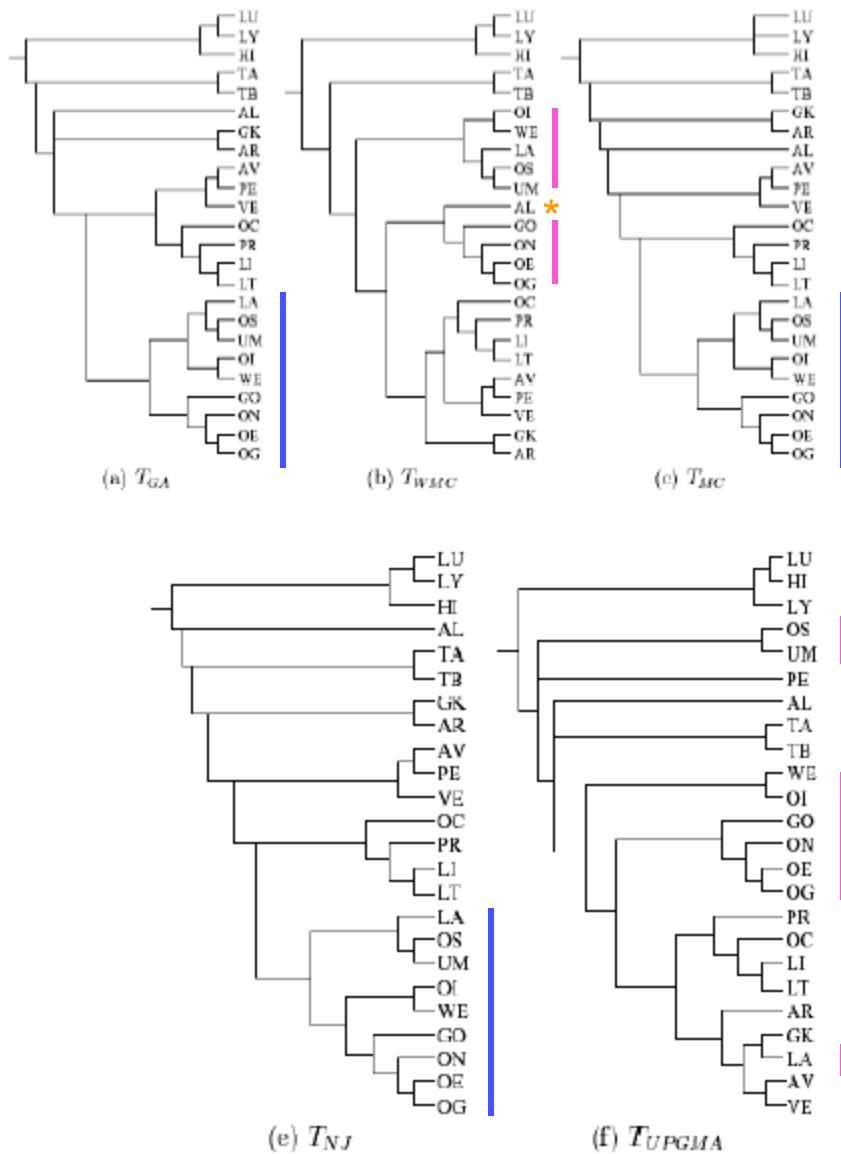 LU
LY
HI
TA
TB
AL
GK
AR
AV
PE
VE
OC
PR
LI
LT
LA
OS
UM
OI
WE
GO
ON
OE
OG
(a) T_GA
LU
LY
HI
TA
TB
OI
WE
LA
OS
UM
AL *
GO
ON
OE
OG
OC
PR
LI
LT
AV
PE
VE
GK
AR
(b) T_WMC
LU
LY
HI
TA
TB
GK
AR
AL
AV
PE
VE
OC
PR
LI
LT
LA
OS
UM
OI
WE
GO
ON
OE
OG
(c) T_MC
LU
LY
HI
AL
TA
TB
GK
AR
AV
PE
VE
OC
PR
LI
LT
LA
OS
UM
OI
WE
GO
ON
OE
OG
(e) T_NJ
LU
HI
LY
OS
UM
PE
AL
TA
TB
WE
OI
GO
ON
OE
OG
PR
OC
LI
LT
AR
GK
LA
AV
VE
(f) T_UPGMA